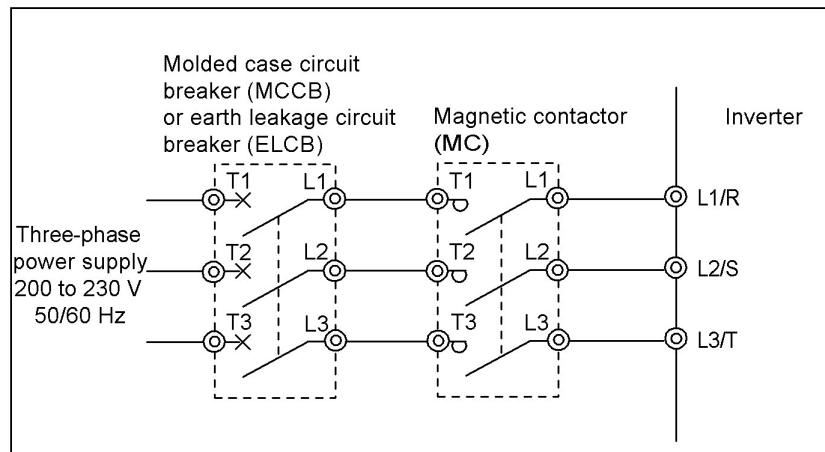 Molded case circuit
breaker (MCCB)
or earth leakage circuit
breaker (ELCB)
Magnetic contactor
(MC)
Inverter
T1
L1
T1
L1
L1/R
Three-phase
power supply
200 to 230 V
50/60 Hz
T2
L2
T2
L2
L2/S
T3
L3
T3
L3
L3/T